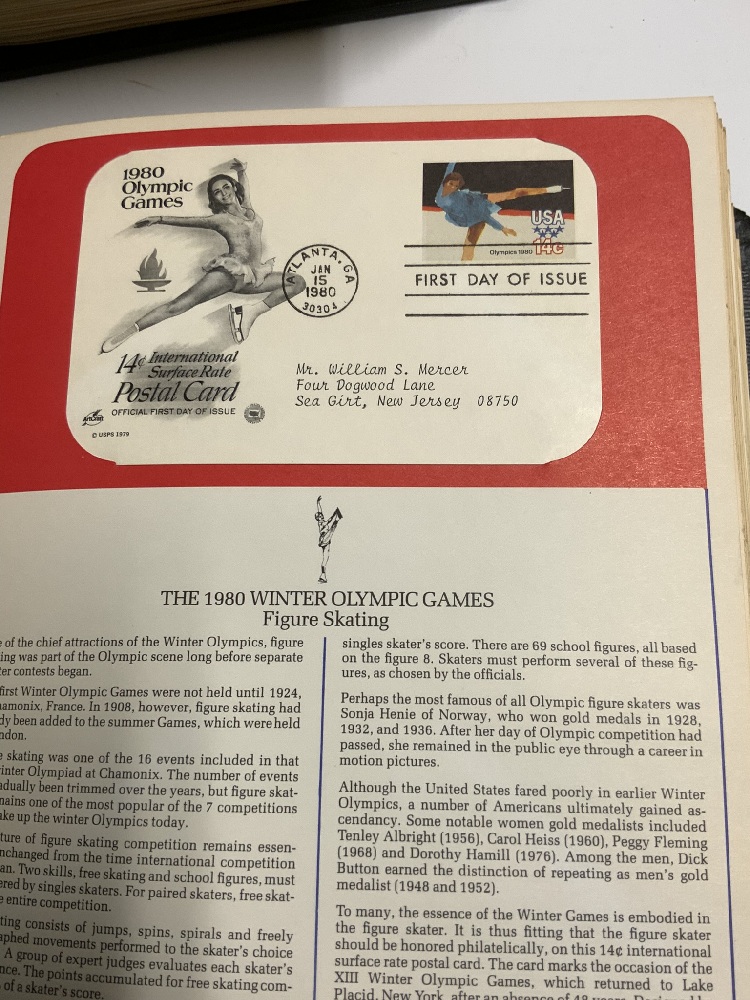 1980
Olympic
Games
ATLANTA, GA
JAN
15
1980
30304
USA
14c
Olympics 1980
FIRST DAY OF ISSUE
14¢ International
Surface Rate
Postal Card
OFFICIAL FIRST DAY OF ISSUE
ArtCraft
© USPS 1979
Mr. William S. Mercer
Four Dogwood Lane
Sea Girt, New Jersey 08750
THE 1980 WINTER OLYMPIC GAMES
Figure Skating
of the chief attractions of the Winter Olympics, figure
ing was part of the Olympic scene long before separate
er contests began.
first Winter Olympic Games were not held until 1924,
amonix, France. In 1908, however, figure skating had
dy been added to the summer Games, which were held
ndon.
e skating was one of the 16 events included in that
inter Olympiad at Chamonix. The number of events
adually been trimmed over the years, but figure skat-
nains one of the most popular of the 7 competitions
ake up the winter Olympics today.
ture of figure skating competition remains essen-
nchanged from the time international competition
an. Two skills, free skating and school figures, must
ered by singles skaters. For paired skaters, free skat-
e entire competition.
ting consists of jumps, spins, spirals and freely
aphed movements performed to the skater's choice
A group of expert judges evaluates each skater's
nce. The points accumulated for free skating com-
of a skater's score.
singles skater's score. There are 69 school figures, all based
on the figure 8. Skaters must perform several of these fig-
ures, as chosen by the officials.
Perhaps the most famous of all Olympic figure skaters was
Sonja Henie of Norway, who won gold medals in 1928,
1932, and 1936. After her day of Olympic competition had
passed, she remained in the public eye through a career in
motion pictures.
Although the United States fared poorly in earlier Winter
Olympics, a number of Americans ultimately gained as-
cendancy. Some notable women gold medalists included
Tenley Albright (1956), Carol Heiss (1960), Peggy Fleming
(1968) and Dorothy Hamill (1976). Among the men, Dick
Button earned the distinction of repeating as men's gold
medalist (1948 and 1952).
To many, the essence of the Winter Games is embodied in
the figure skater. It is thus fitting that the figure skater
should be honored philatelically, on this 14¢ international
surface rate postal card. The card marks the occasion of the
XIII Winter Olympic Games, which returned to Lake
Placid, New York, after an absence of 48 years.